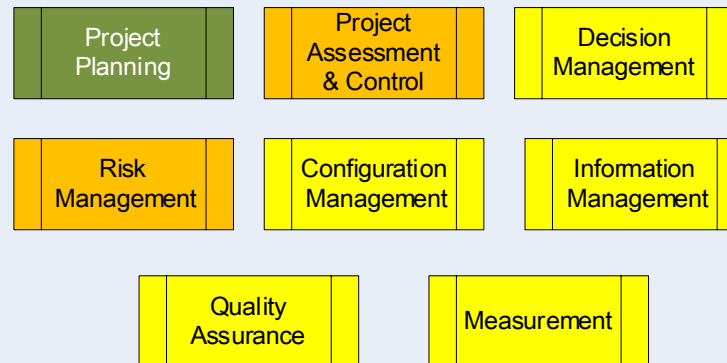 Project
Planning
Project
Assessment
& Control
Decision
Management
Risk
Management
Configuration
Management
Information
Management
Quality
Assurance
Measurement